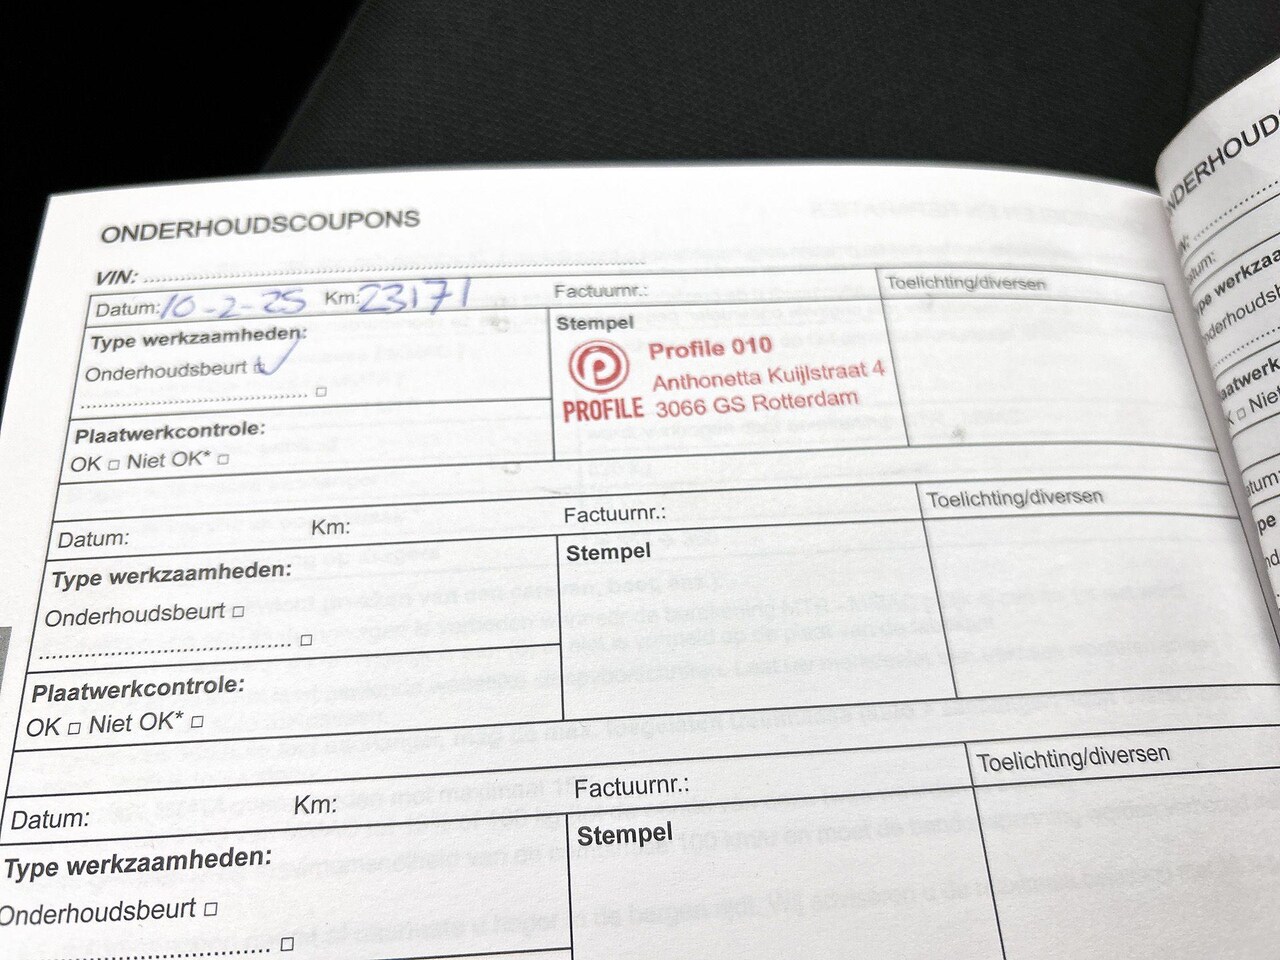 ONDERHOUDSCOUPONS
VIN:
Datum: 10-2-25 Km: 23171 Factuurnr.: Toelichting/diversen
Type werkzaamheden:
Onderhoudsbeurt
Stempel
Profile 010
Anthonetta Kuijlstraat 4
PROFILE 3066 GS Rotterdam
Plaatwerkcontrole:
OK □ Niet OK* □
Datum: Km: Factuurnr.: Toelichting/diversen
Type werkzaamheden:
Onderhoudsbeurt □
Stempel
Plaatwerkcontrole:
OK □ Niet OK* □
Datum: Km: Factuurnr.: Toelichting/diversen
Type werkzaamheden:
Onderhoudsbeurt □
Stempel